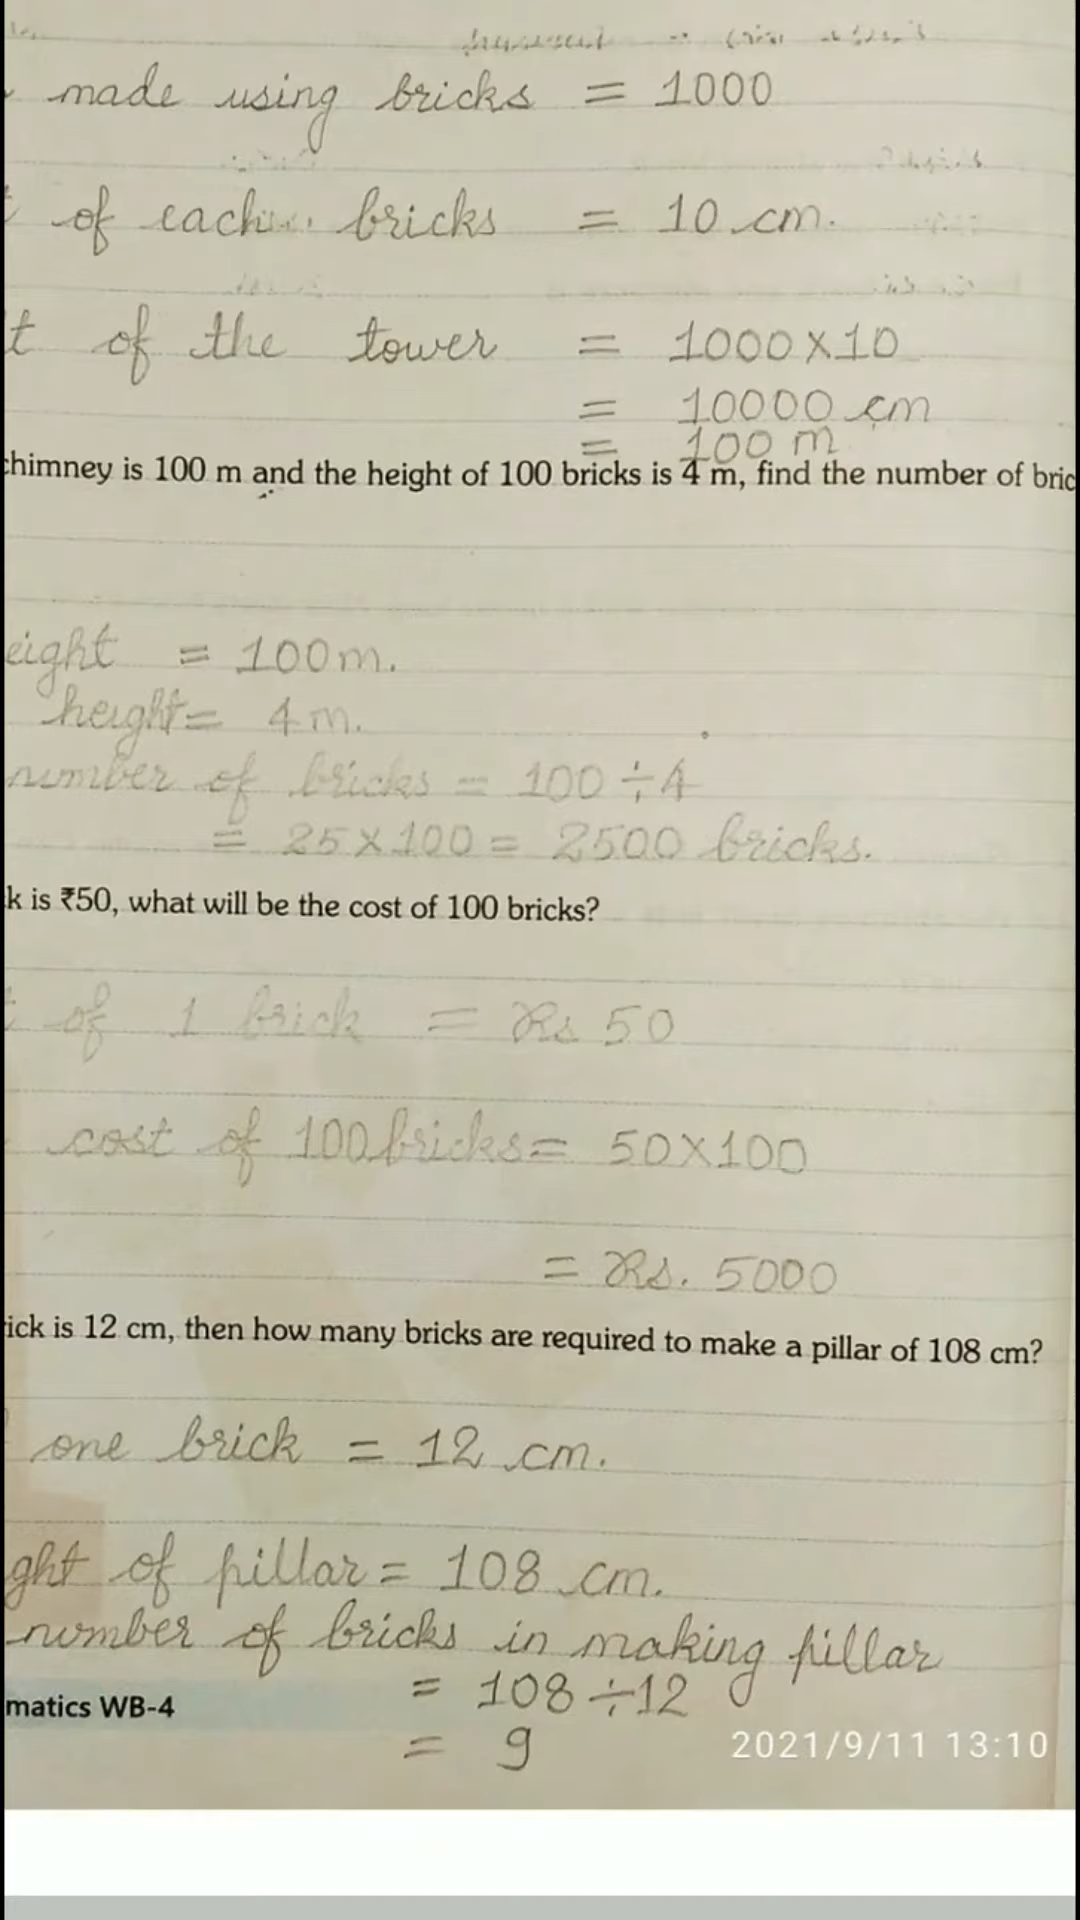 made using bricks = 1000
of each bricks = 10 cm.
t of the tower = 1000 x 10
= 10000 cm
= 100 m
chimney is 100 m and the height of 100 bricks is 4 m, find the number of bric
eight = 100 m.
height = 4 m.
number of bricks = 100 ÷ 4
= 25 x 100 = 2500 bricks.
k is ₹50, what will be the cost of 100 bricks?
of 1 brick = Rs 50
cost of 100 bricks = 50 x 100
= Rs. 5000
rick is 12 cm, then how many bricks are required to make a pillar of 108 cm?
one brick = 12 cm.
ght of pillar = 108 cm.
number of bricks in making pillar
= 108 ÷ 12
matics WB-4
= 9
2021/9/11 13:10